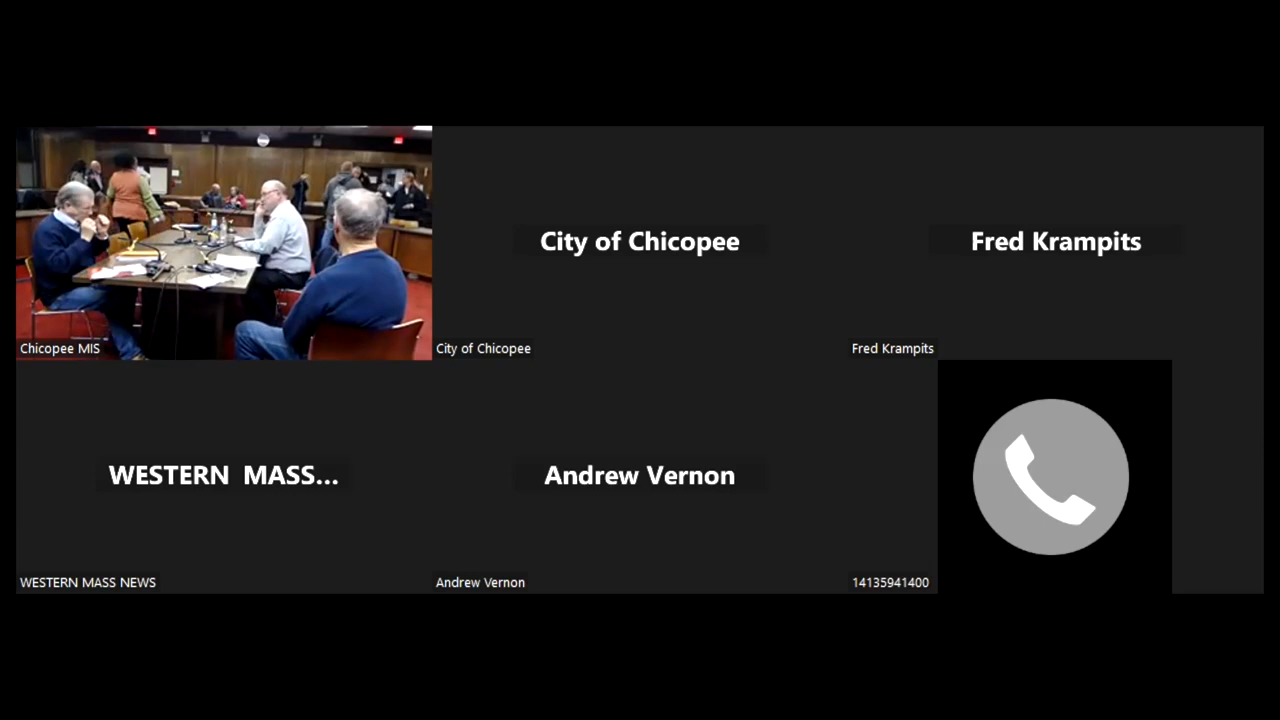 City of Chicopee
Fred Krampits
Chicopee MIS
City of Chicopee
Fred Krampits
WESTERN MASS...
Andrew Vernon
WESTERN MASS NEWS
Andrew Vernon
14135941400